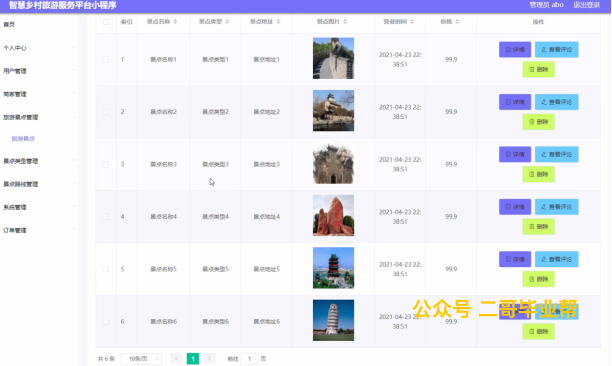 智慧乡村旅游服务平台小程序 管理员 abo 退出登录
首页
个人中心
用户管理
商家管理
旅游景点管理
旅游景点
景点类型管理
景点路线管理
系统管理
订单管理
索引 景点名称 景点类型 景点地址 景点图片 营业时间 价格 操作
1 景点名称1 景点类型1 景点地址1 2021-04-23 22:38:51 99.9 详情 查看评论 删除
2 景点名称2 景点类型2 景点地址2 2021-04-23 22:38:51 99.9 详情 查看评论 删除
3 景点名称3 景点类型3 景点地址3 2021-04-23 22:38:51 99.9 详情 查看评论 删除
4 景点名称4 景点类型4 景点地址4 2021-04-23 22:38:51 99.9 详情 查看评论 删除
5 景点名称5 景点类型5 景点地址5 2021-04-23 22:38:51 99.9 详情 查看评论 删除
6 景点名称6 景点类型6 景点地址6 2021-04-23 22:38:51 99.9 删除
公众号 二哥毕业帮
共 6 条 10条/页 1 前往 1 页